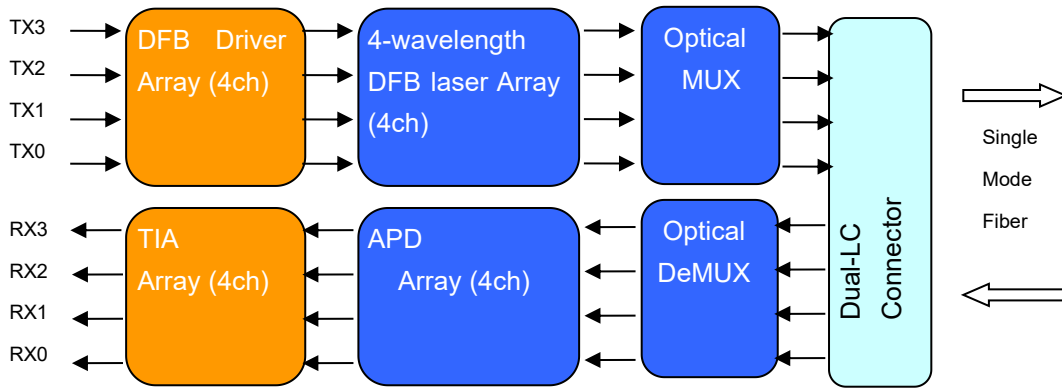 TX3
TX2
TX1
TX0
DFB Driver
Array (4ch)
4-wavelength
DFB laser Array
(4ch)
Optical
MUX
Single
Mode
Fiber
Dual-LC
Connector
RX3
RX2
RX1
RX0
TIA
Array (4ch)
APD
Array (4ch)
Optical
DeMUX